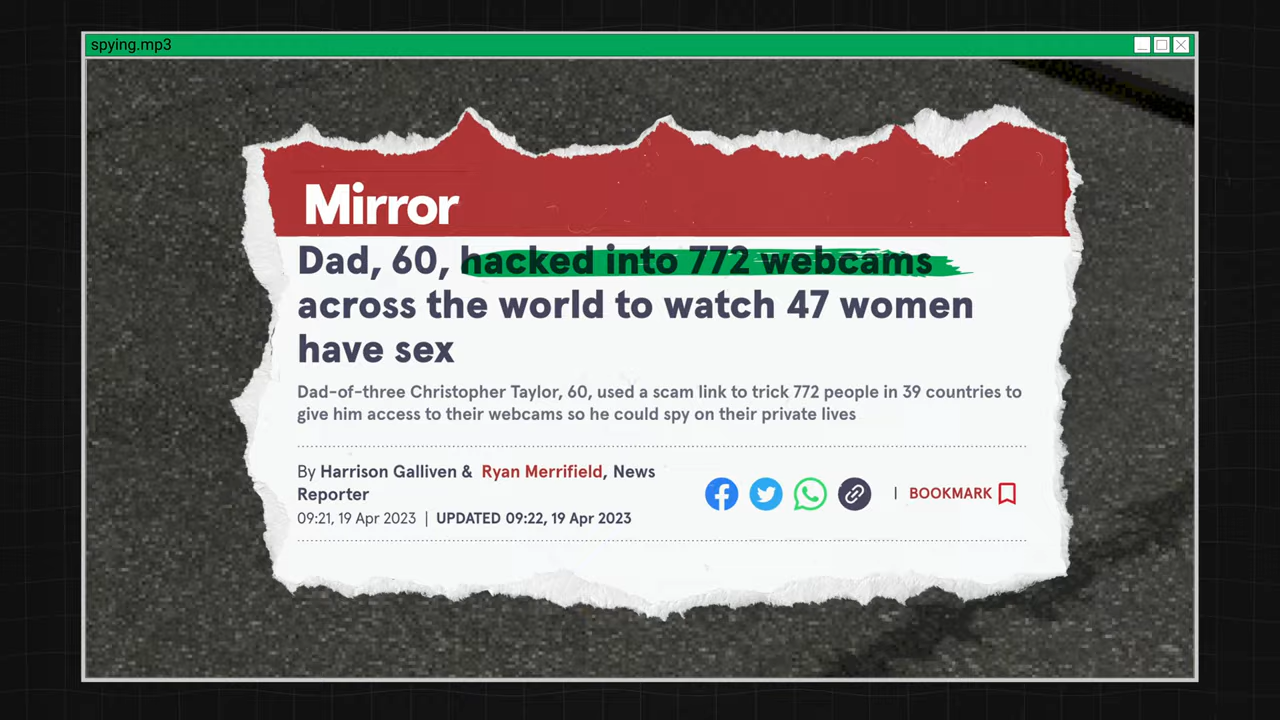 spying.mp3
Mirror
Dad, 60, hacked into 772 webcams
across the world to watch 47 women
have sex
Dad-of-three Christopher Taylor, 60, used a scam link to trick 772 people in 39 countries to
give him access to their webcams so he could spy on their private lives
By Harrison Galliven & Ryan Merrifield, News
Reporter
09:21, 19 Apr 2023 | UPDATED 09:22, 19 Apr 2023
| BOOKMARK